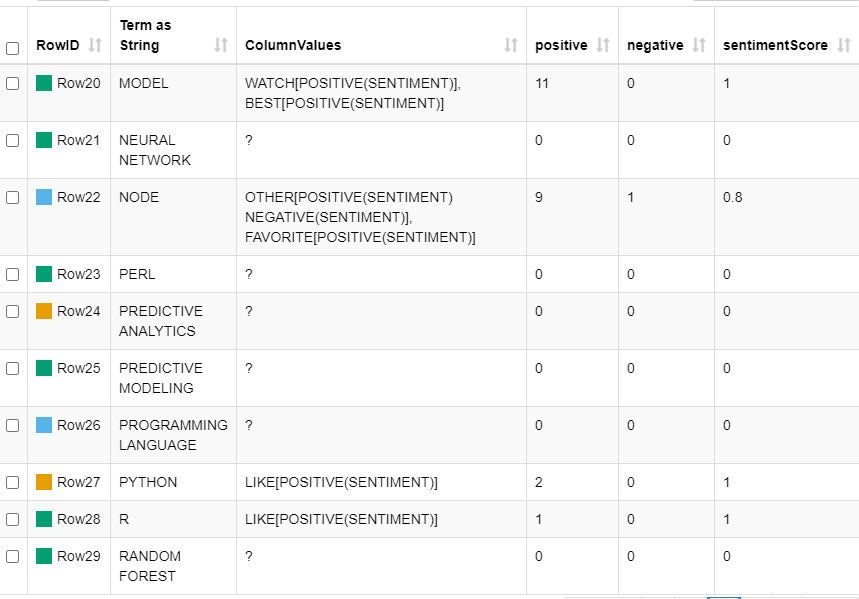 RowID Term as String ColumnValues positive negative sentimentScore
Row20 MODEL WATCH[POSITIVE(SENTIMENT)], 11 0 1
BEST[POSITIVE(SENTIMENT)]
Row21 NEURAL ? 0 0 0
NETWORK
Row22 NODE OTHER[POSITIVE(SENTIMENT) 9 1 0.8
NEGATIVE(SENTIMENT)],
FAVORITE[POSITIVE(SENTIMENT)]
Row23 PERL ? 0 0 0
Row24 PREDICTIVE ? 0 0 0
ANALYTICS
Row25 PREDICTIVE ? 0 0 0
MODELING
Row26 PROGRAMMING ? 0 0 0
LANGUAGE
Row27 PYTHON LIKE[POSITIVE(SENTIMENT)] 2 0 1
Row28 R LIKE[POSITIVE(SENTIMENT)] 1 0 1
Row29 RANDOM ? 0 0 0
FOREST